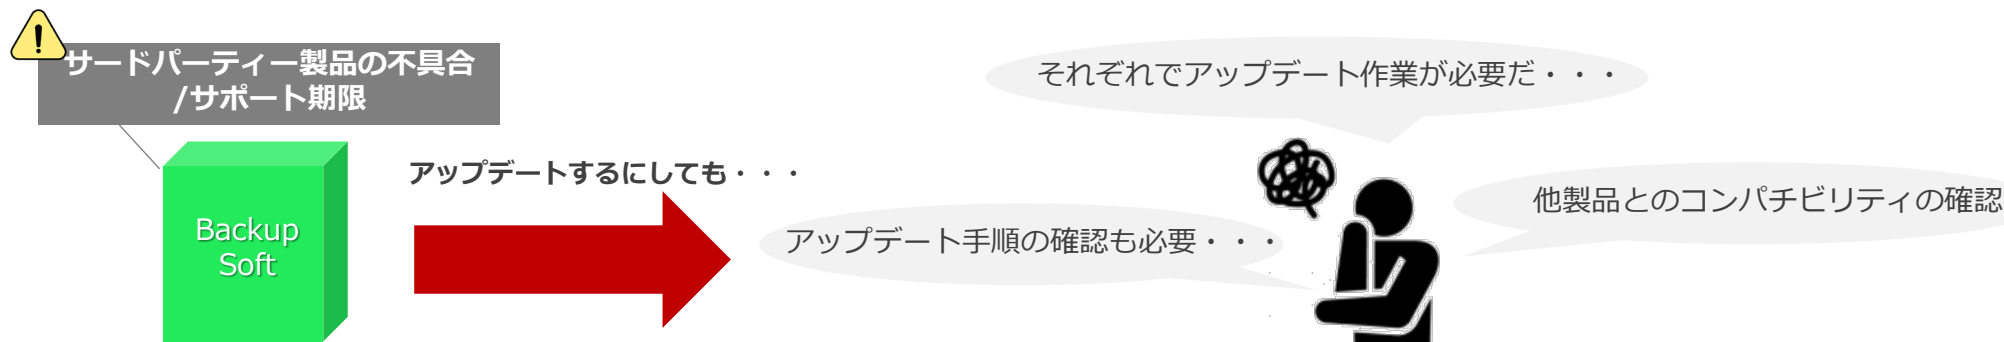 サードパーティー製品の不具合
/サポート期限
Backup
Soft
アップデートするにしても・・・
それぞれでアップデート作業が必要だ・・・
アップデート手順の確認も必要・・・
他製品とのコンパチビリティの確認